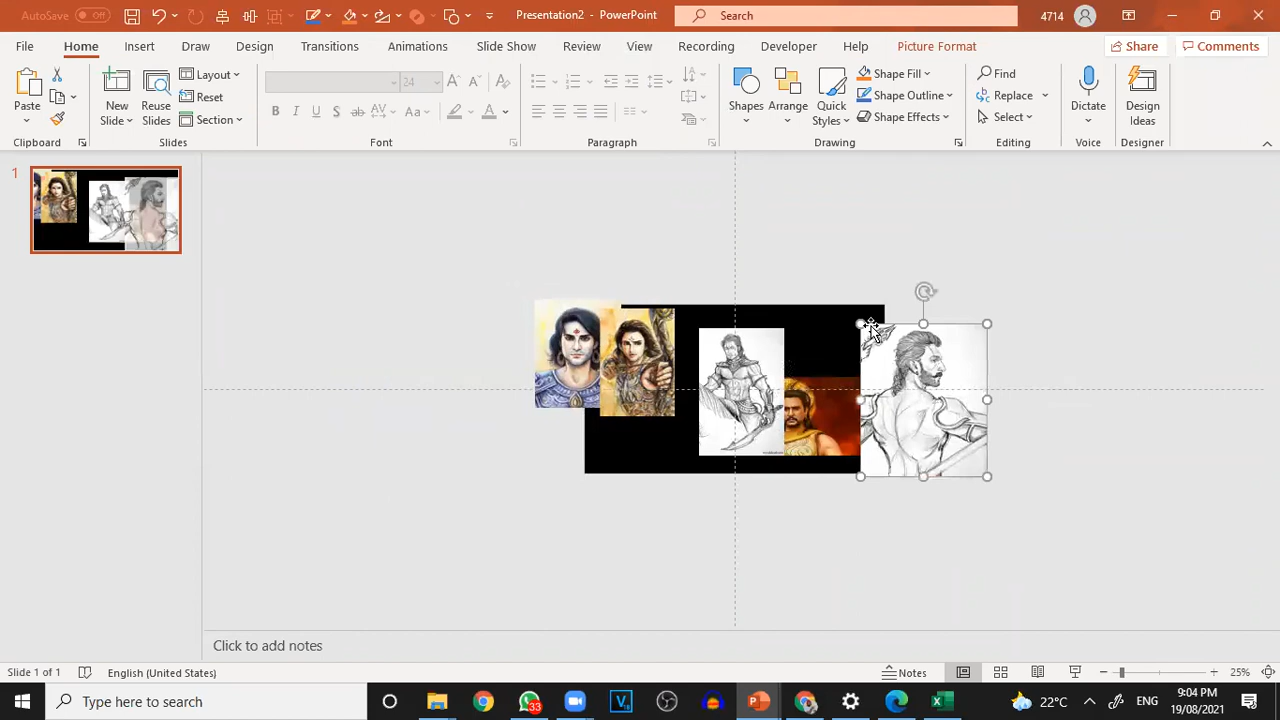 AutoSave Off Presentation2 - PowerPoint Search 4714
File Home Insert Draw Design Transitions Animations Slide Show Review View Recording Developer Help Picture Format Share Comments
Paste New Slide Reuse Slides Layout Reset Section 24 Shapes Arrange Quick Styles Shape Fill Shape Outline Shape Effects Find Replace Select Dictate Design Ideas
Clipboard Slides Font Paragraph Drawing Editing Voice Designer
1
Click to add notes
Slide 1 of 1 English (United States) Notes 25%
Type here to search 33 22°C ENG 9:04 PM
19/08/2021